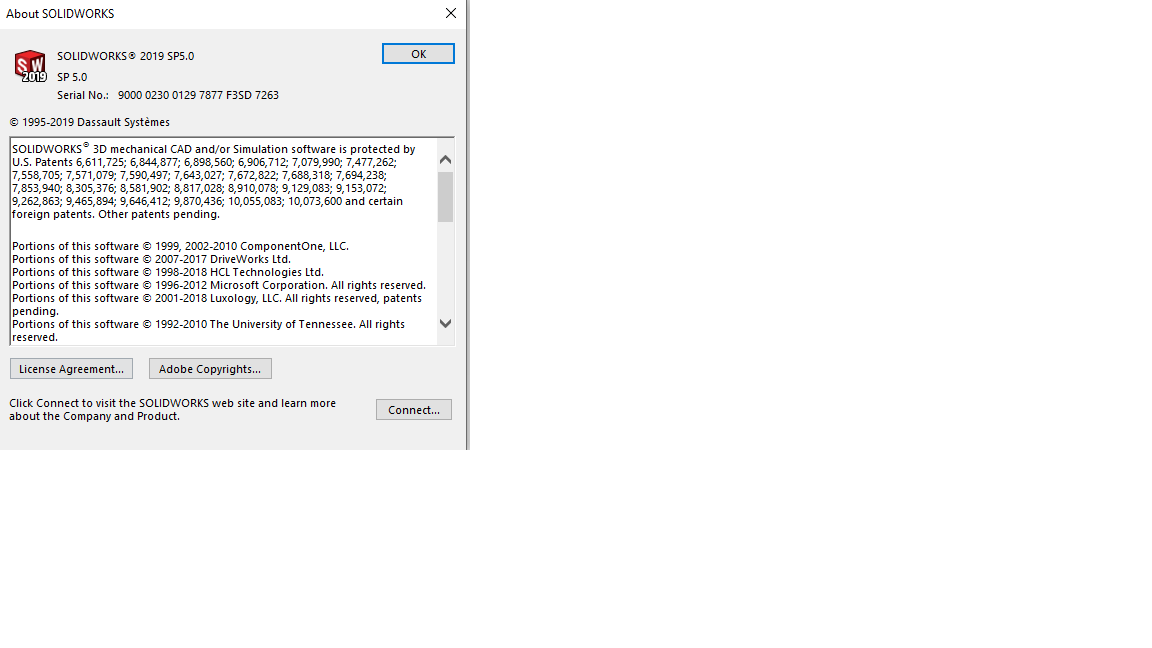 About SOLIDWORKS
SW 2019
SOLIDWORKS® 2019 SP5.0
OK
SP 5.0
Serial No.: 9000 0230 0129 7877 F3SD 7263
© 1995-2019 Dassault Systèmes
SOLIDWORKS® 3D mechanical CAD and/or Simulation software is protected by
U.S. Patents 6,611,725; 6,844,877; 6,898,560; 6,906,712; 7,079,990; 7,477,262;
7,558,705; 7,571,079; 7,590,497; 7,643,027; 7,672,822; 7,688,318; 7,694,238;
7,853,940; 8,305,376; 8,581,902; 8,817,028; 8,910,078; 9,129,083; 9,153,072;
9,262,863; 9,465,894; 9,646,412; 9,870,436; 10,055,083; 10,073,600 and certain
foreign patents. Other patents pending.
Portions of this software © 1999, 2002-2010 ComponentOne, LLC.
Portions of this software © 2007-2017 DriveWorks Ltd.
Portions of this software © 1998-2018 HCL Technologies Ltd.
Portions of this software © 1996-2012 Microsoft Corporation. All rights reserved.
Portions of this software © 2001-2018 Luxology, LLC. All rights reserved, patents
pending.
Portions of this software © 1992-2010 The University of Tennessee. All rights
reserved.
License Agreement...
Adobe Copyrights...
Click Connect to visit the SOLIDWORKS web site and learn more
about the Company and Product.
Connect...